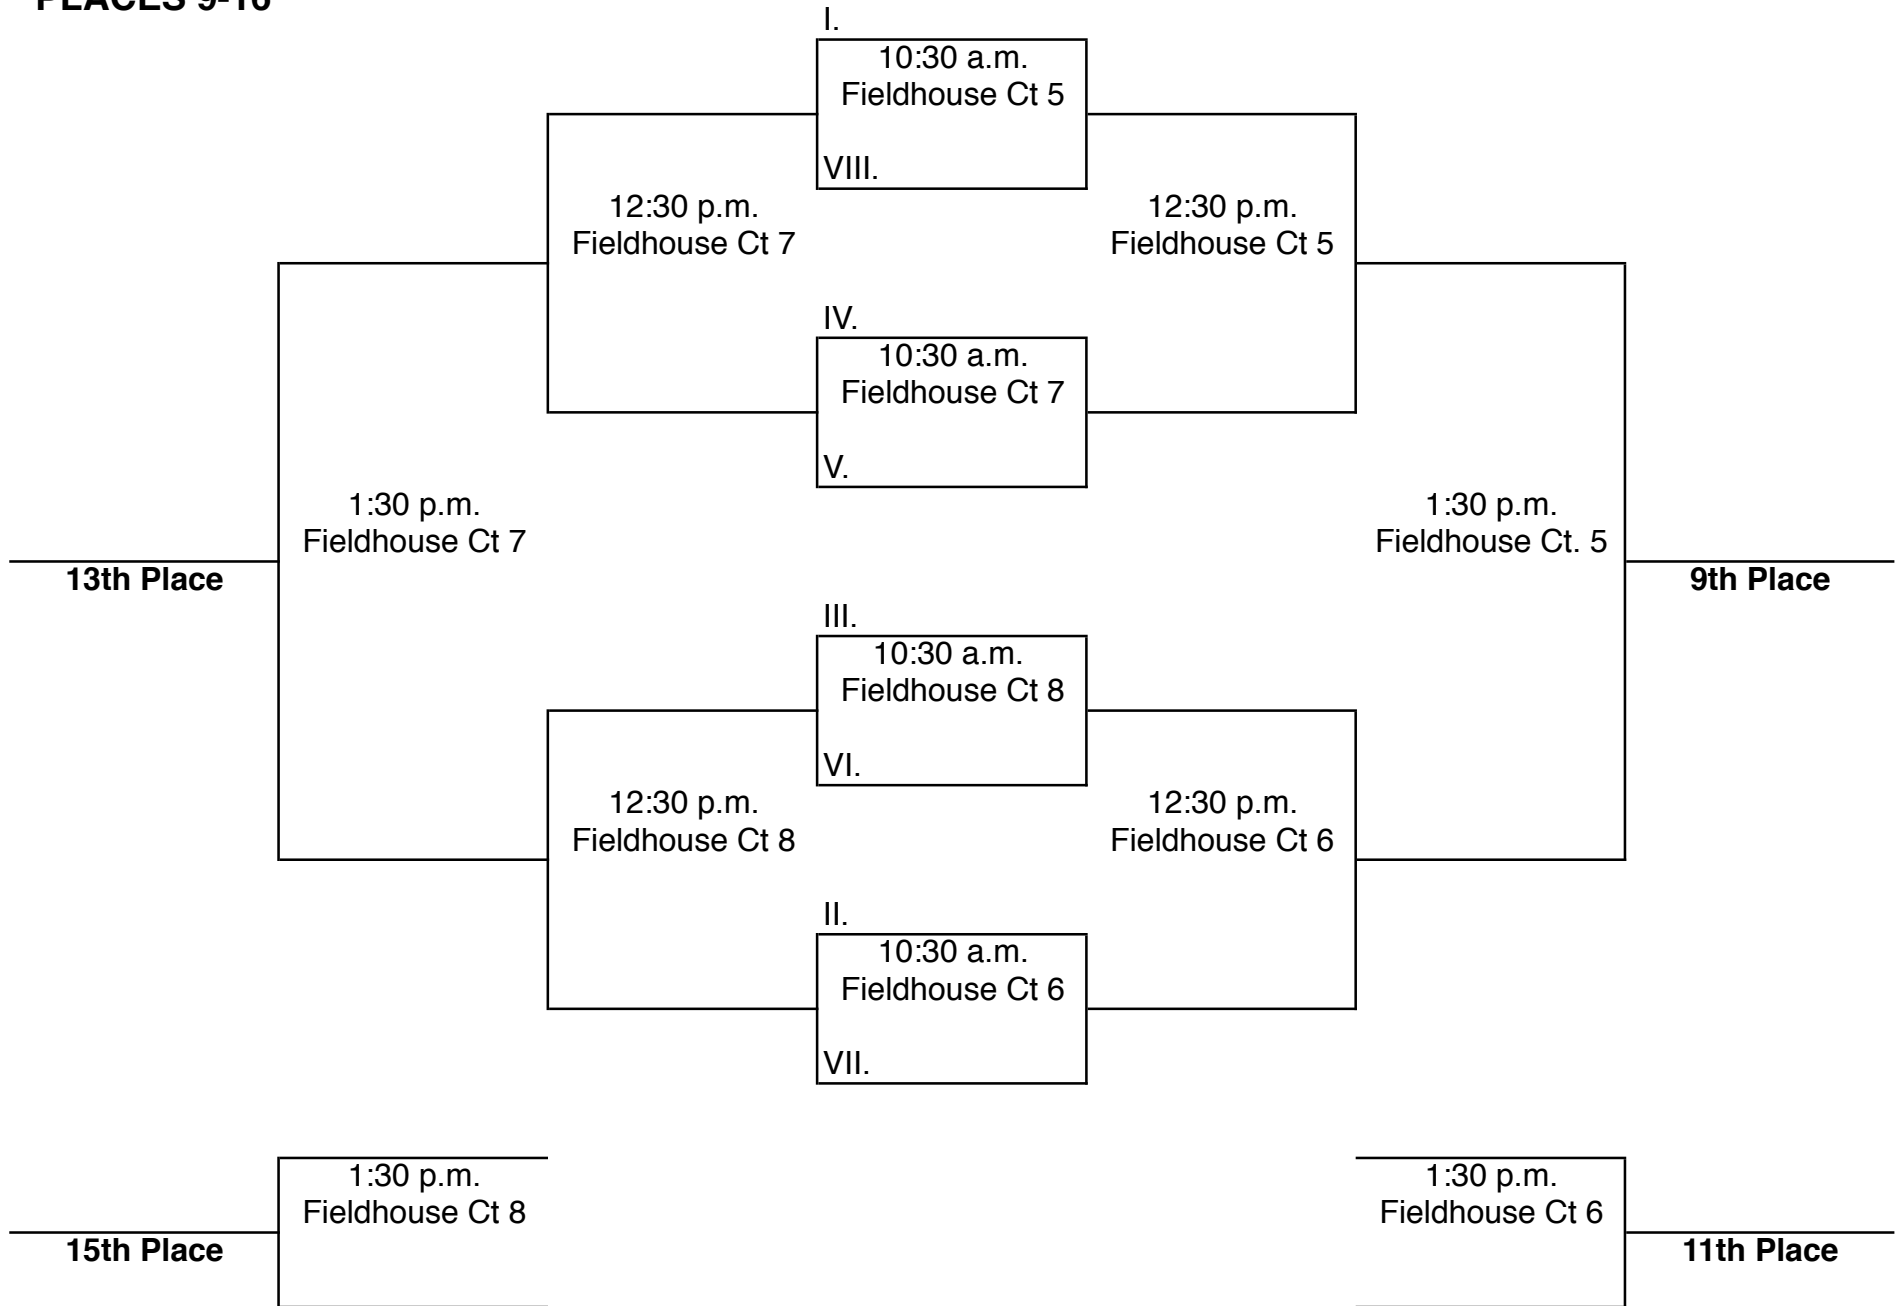 PLACES 9-16
I.
10:30 a.m.
Fieldhouse Ct 5
VIII.
12:30 p.m.
Fieldhouse Ct 7
12:30 p.m.
Fieldhouse Ct 5
IV.
10:30 a.m.
Fieldhouse Ct 7
V.
1:30 p.m.
Fieldhouse Ct 7
1:30 p.m.
Fieldhouse Ct. 5
13th Place
9th Place
III.
10:30 a.m.
Fieldhouse Ct 8
VI.
12:30 p.m.
Fieldhouse Ct 8
12:30 p.m.
Fieldhouse Ct 6
II.
10:30 a.m.
Fieldhouse Ct 6
VII.
1:30 p.m.
Fieldhouse Ct 8
1:30 p.m.
Fieldhouse Ct 6
15th Place
11th Place